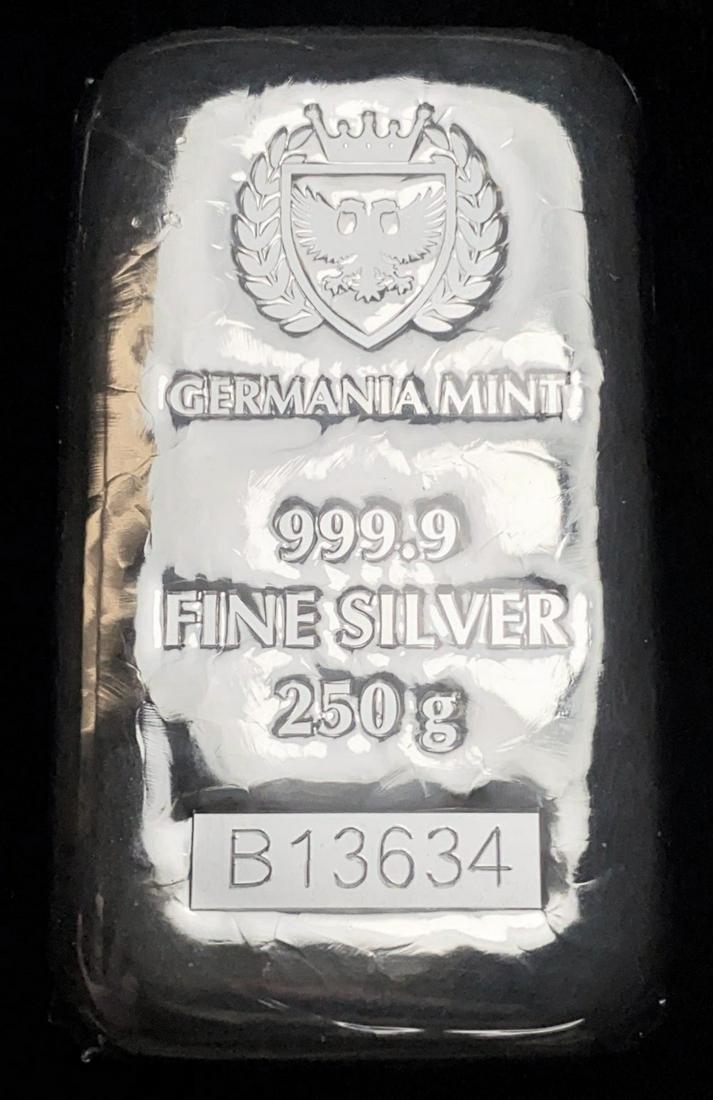 GERMANIA MINT
999.9
FINE SILVER
250 g
B13634